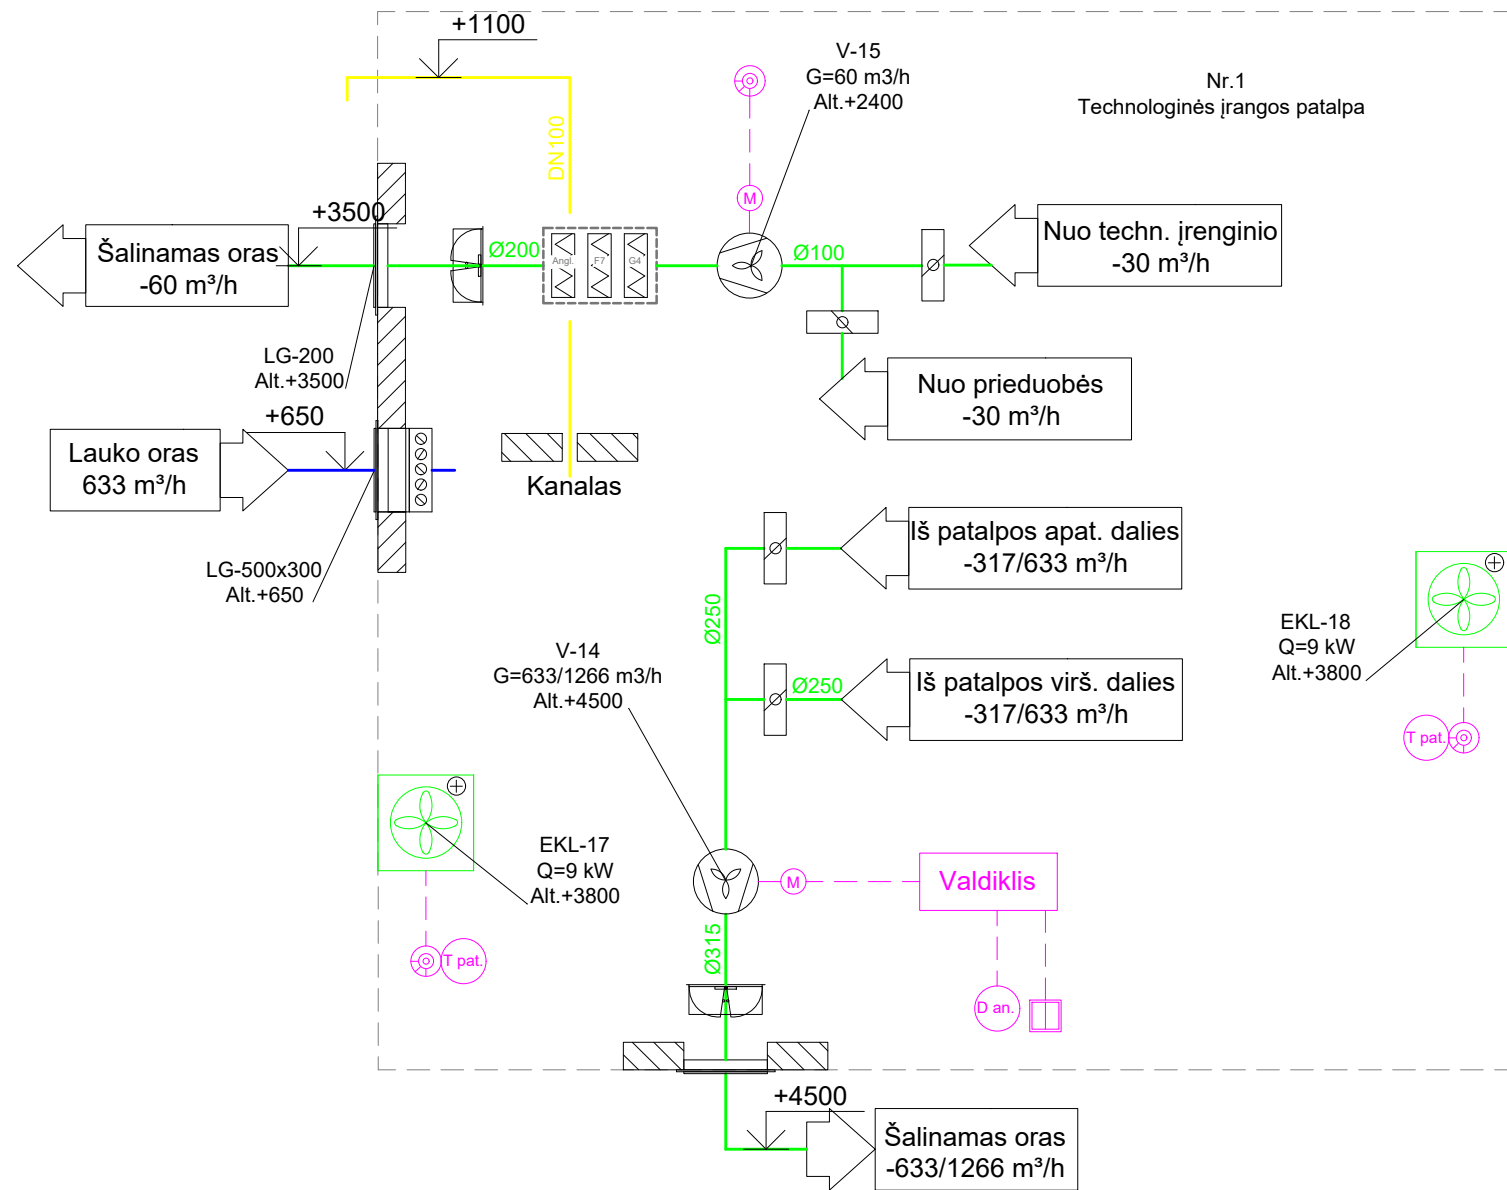 +1100
V-15
G=60 m3/h
Alt.+2400
Nr.1
Technologinės įrangos patalpa
DN100
M
+3500
Šalinamas oras
-60 m³/h
Ø200
Angl.
F7
G4
Ø100
Nuo techn. įrenginio
-30 m³/h
LG-200
Alt.+3500
Nuo prieduobės
-30 m³/h
+650
Lauko oras
633 m³/h
Kanalas
LG-500x300
Alt.+650
Iš patalpos apat. dalies
-317/633 m³/h
Ø250
EKL-18
Q=9 kW
Alt.+3800
V-14
G=633/1266 m3/h
Alt.+4500
Ø250
Iš patalpos virš. dalies
-317/633 m³/h
T pat.
EKL-17
Q=9 kW
Alt.+3800
M
Valdiklis
T pat.
Ø315
D an.
+4500
Šalinamas oras
-633/1266 m³/h